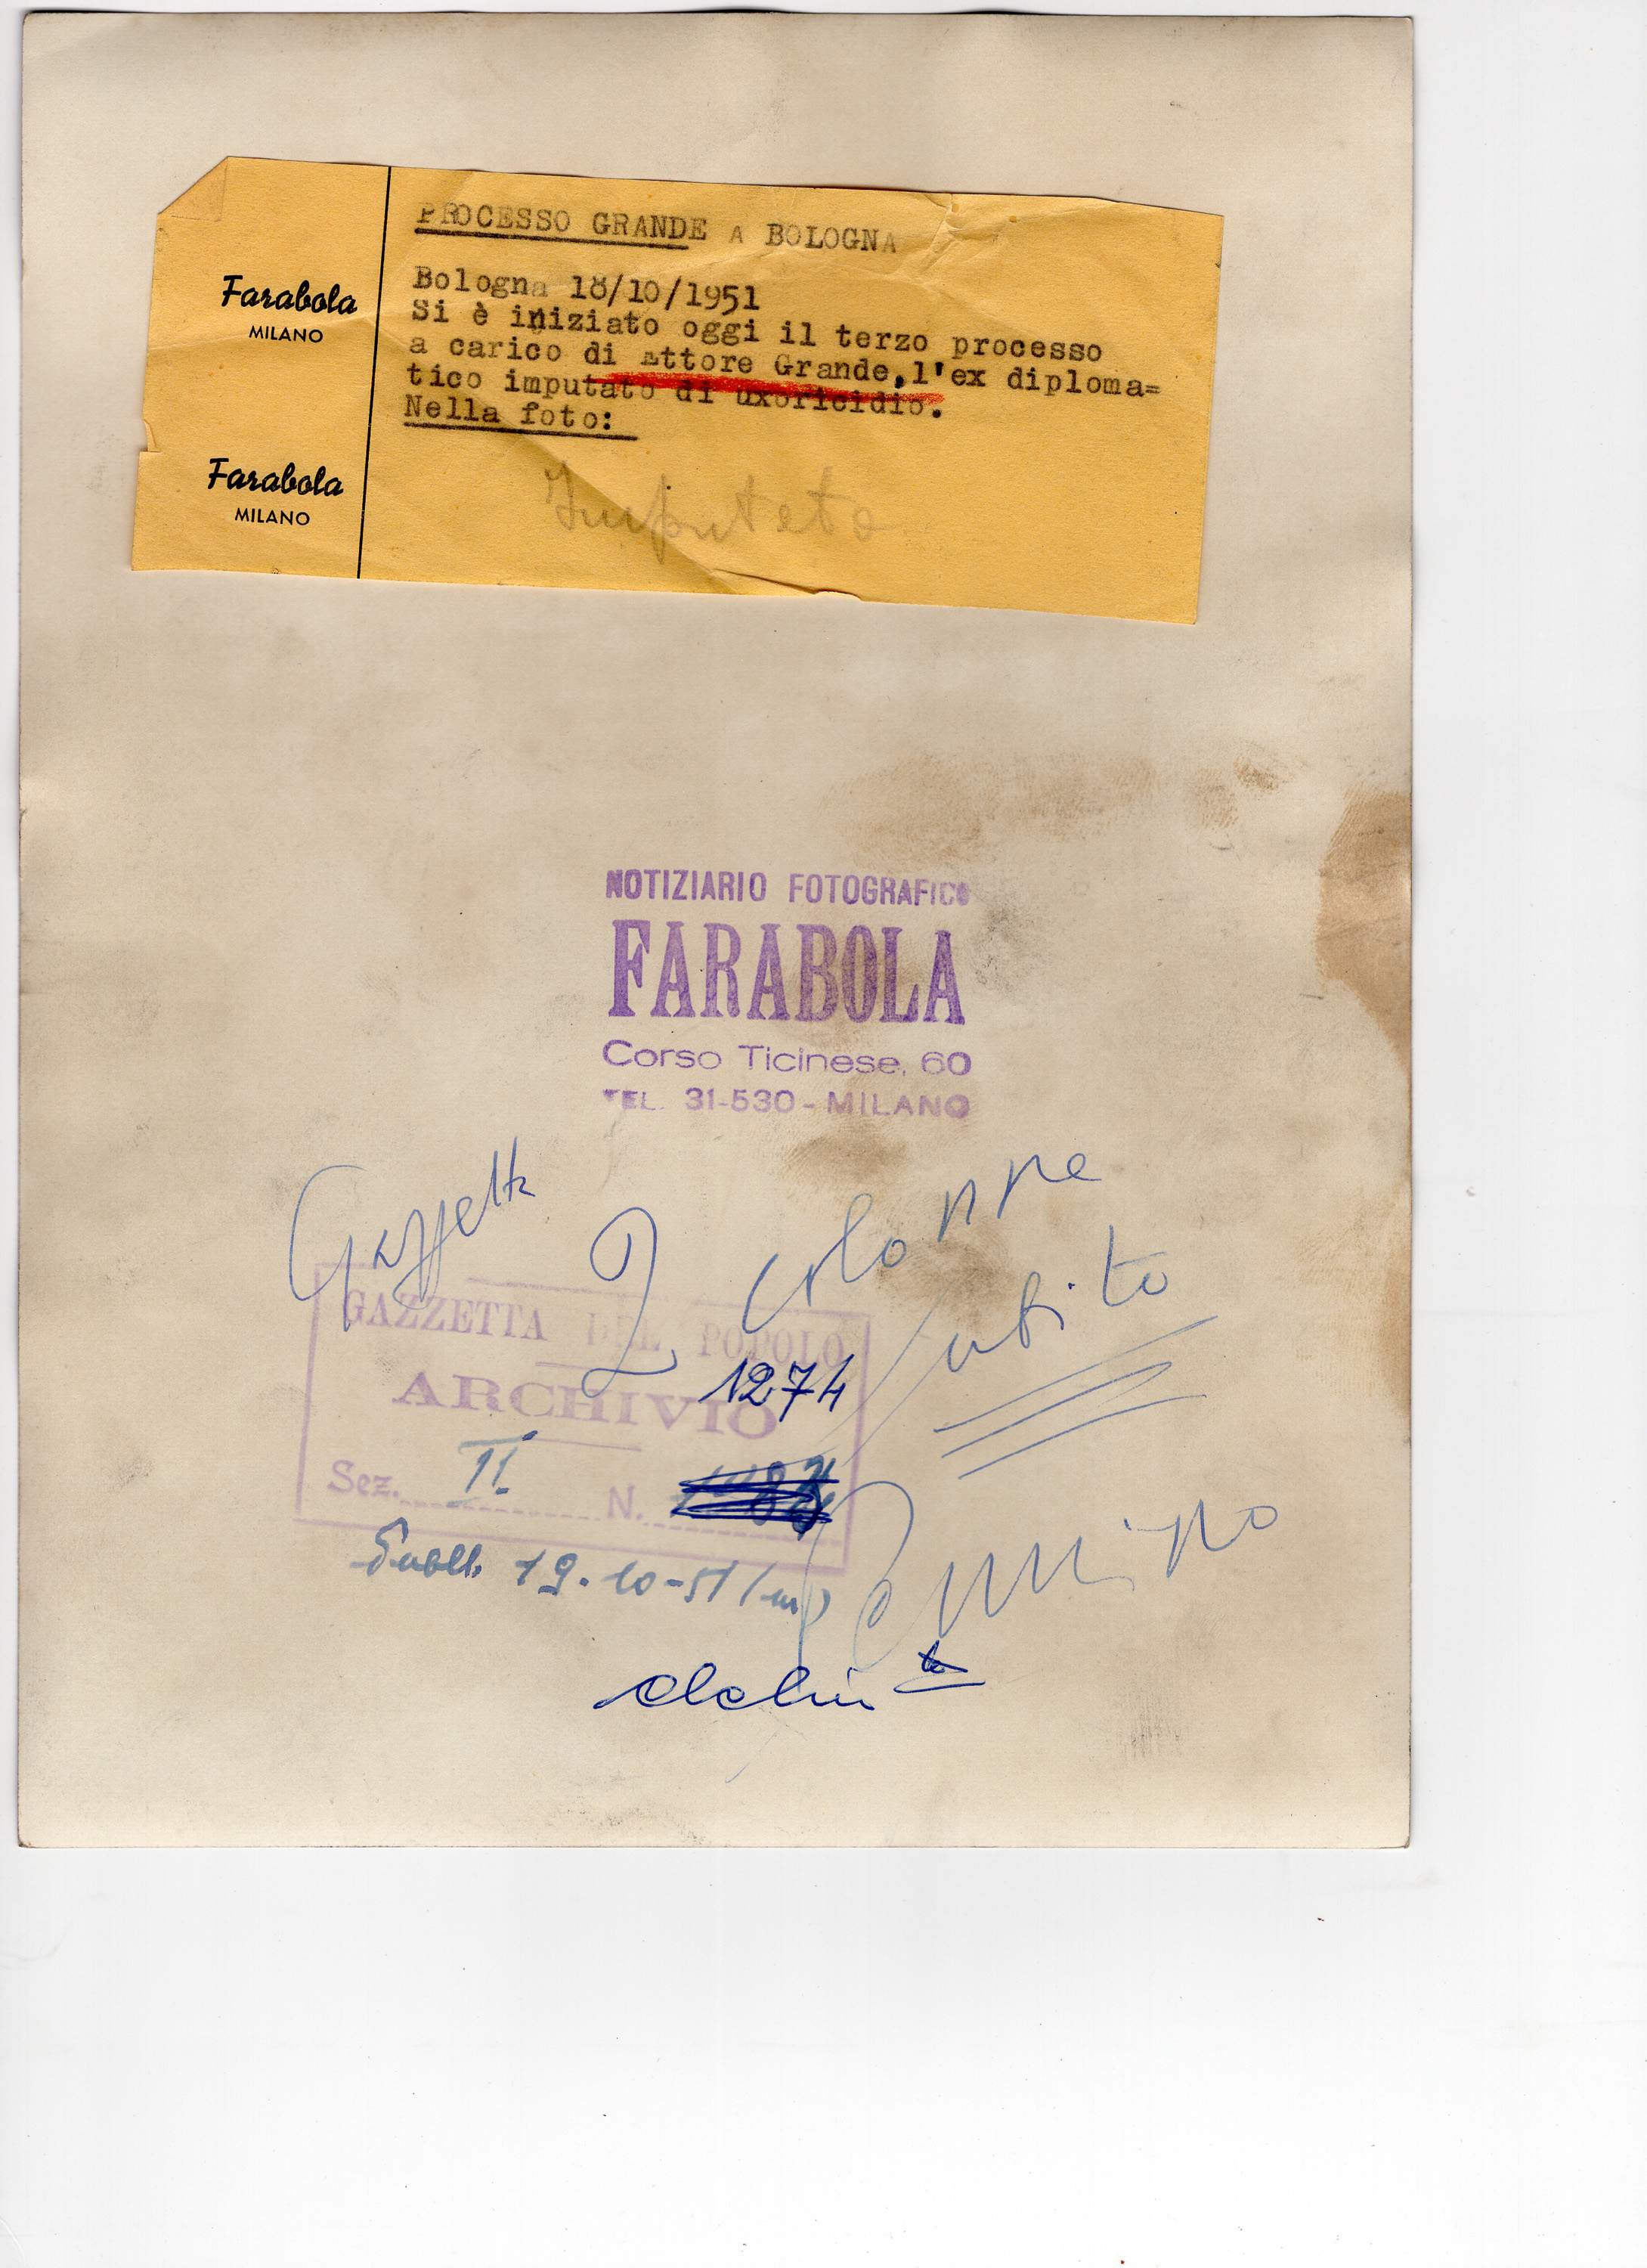 PROCESSO GRANDE A BOLOGNA
Bologna 18/10/1951
Si è iniziato oggi il terzo processo
a carico di Ettore Grande,l'ex diploma=
tico imputato di uxoricidio.
Nella foto:
Imputato
Farabola
MILANO
Farabola
MILANO
NOTIZIARIO FOTOGRAFICO
FARABOLA
Corso Ticinese, 60
TEL. 31-530 - MILANO
Gazzetta
2 colonne
subito
GAZZETTA DEL POPOLO
ARCHIVIO
1274
Sez. II N.
Pubbl. 19-10-51